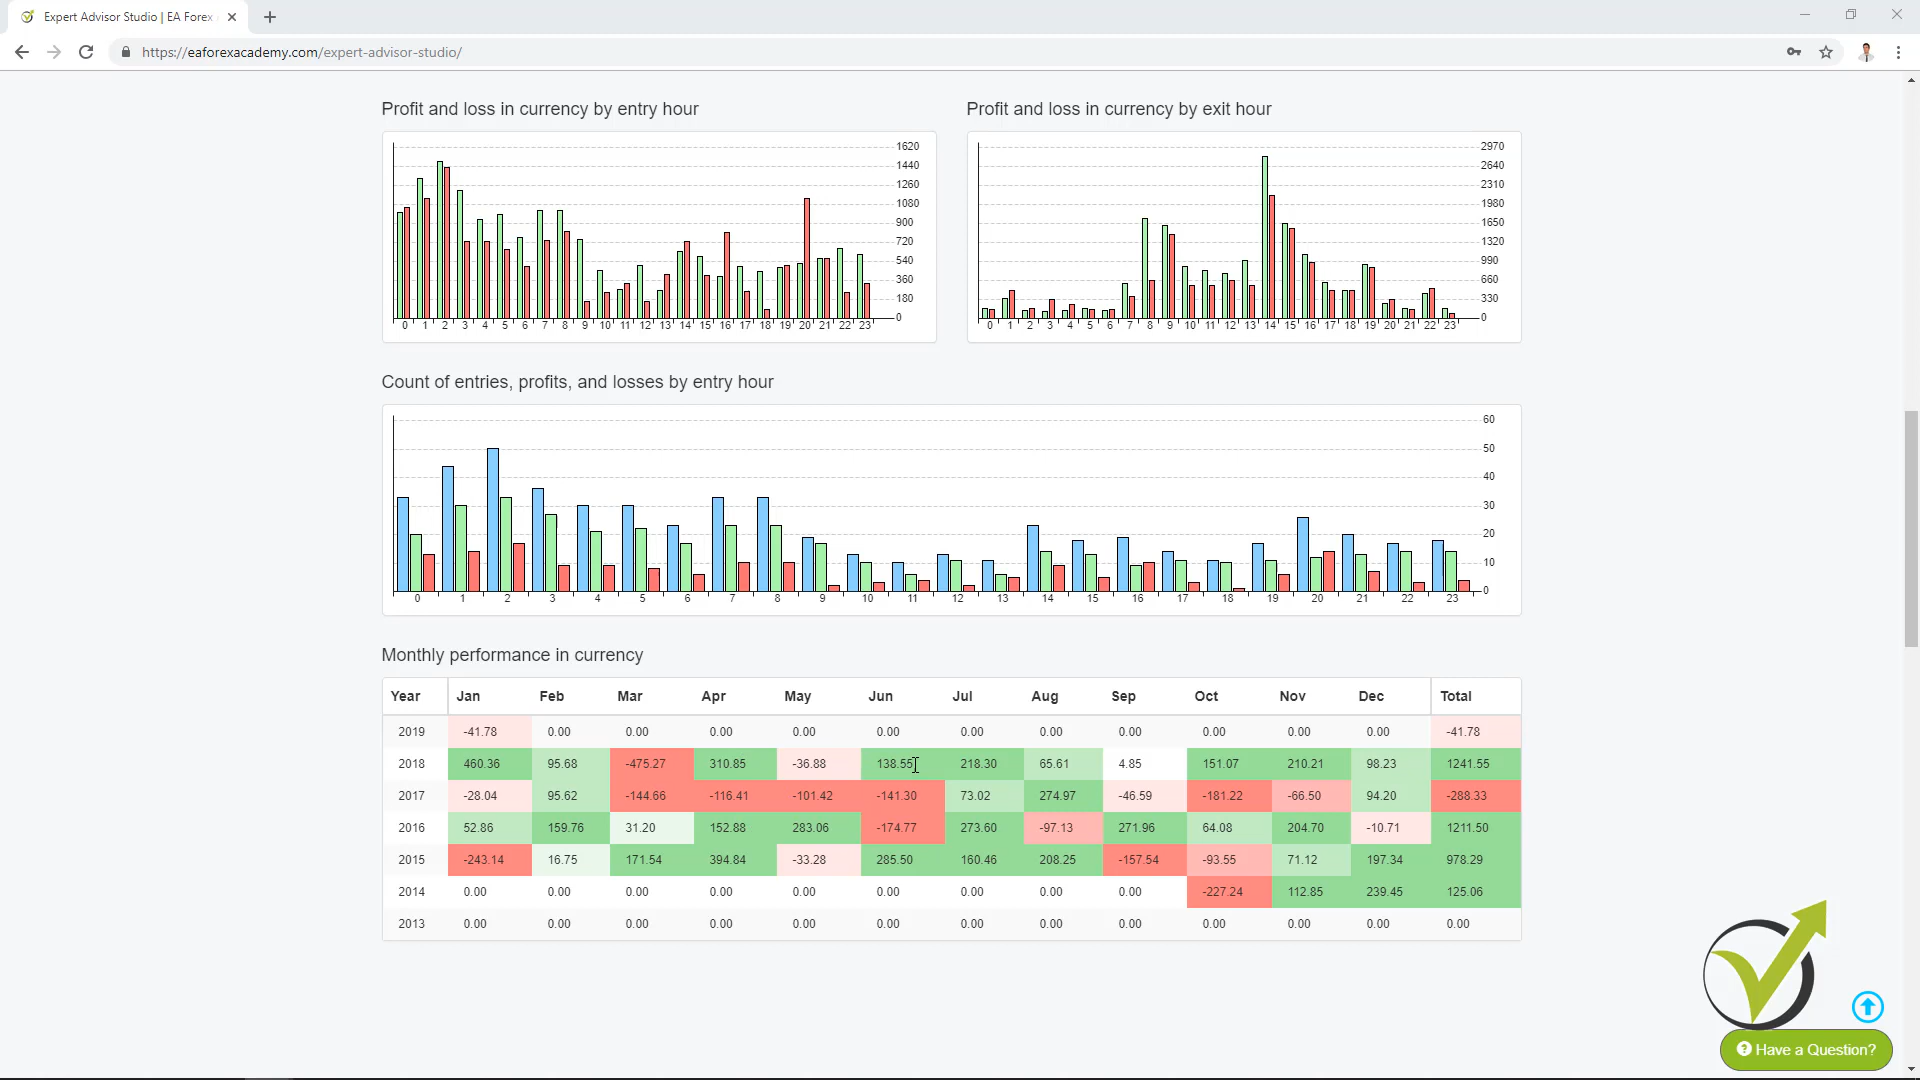 Expert Advisor Studio | EA Forex
https://eaforexacademy.com/expert-advisor-studio/
Profit and loss in currency by entry hour
1620
1440
1260
1080
900
720
540
360
180
0
0 1 2 3 4 5 6 7 8 9 10 11 12 13 14 15 16 17 18 19 20 21 22 23
Profit and loss in currency by exit hour
2970
2640
2310
1980
1650
1320
990
660
330
0
0 1 2 3 4 5 6 7 8 9 10 11 12 13 14 15 16 17 18 19 20 21 22 23
Count of entries, profits, and losses by entry hour
60
50
40
30
20
10
0
0 1 2 3 4 5 6 7 8 9 10 11 12 13 14 15 16 17 18 19 20 21 22 23
Monthly performance in currency
Year Jan Feb Mar Apr May Jun Jul Aug Sep Oct Nov Dec Total
2019 -41.78 0.00 0.00 0.00 0.00 0.00 0.00 0.00 0.00 0.00 0.00 0.00 -41.78
2018 460.36 95.68 -475.27 310.85 -36.88 138.55 218.30 65.61 4.85 151.07 210.21 98.23 1241.55
2017 -28.04 95.62 -144.66 -116.41 -101.42 -141.30 73.02 274.97 -46.59 -181.22 -66.50 94.20 -288.33
2016 52.86 159.76 31.20 152.88 283.06 -174.77 273.60 -97.13 271.96 64.08 204.70 -10.71 1211.50
2015 -243.14 16.75 171.54 394.84 -33.28 285.50 160.46 208.25 -157.54 -93.55 71.12 197.34 978.29
2014 0.00 0.00 0.00 0.00 0.00 0.00 0.00 0.00 0.00 -227.24 112.85 239.45 125.06
2013 0.00 0.00 0.00 0.00 0.00 0.00 0.00 0.00 0.00 0.00 0.00 0.00 0.00
Have a Question?